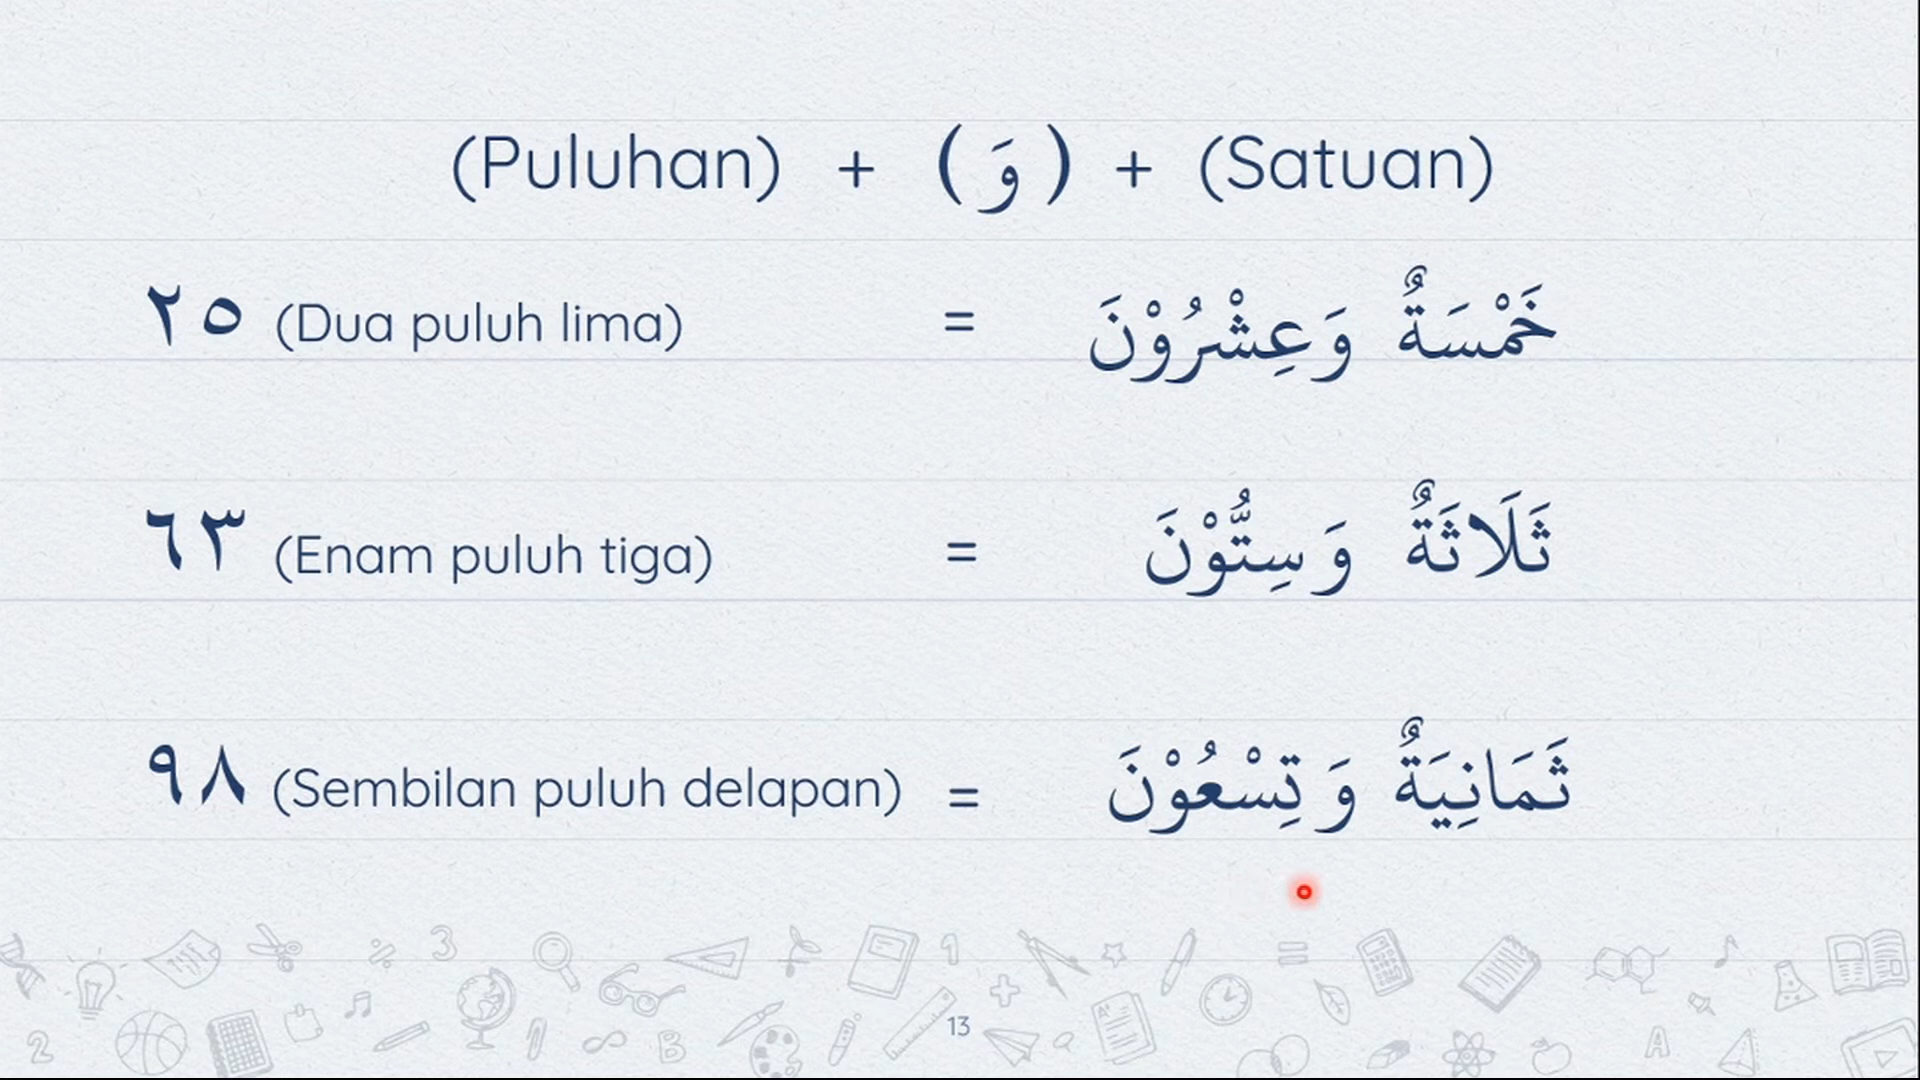 (Puluhan) + ( وَ ) + (Satuan)
٢٥ (Dua puluh lima) = خَمْسَةٌ وَعِشْرُوْنَ
٦٣ (Enam puluh tiga) = ثَلَاثَةٌ وَ سِتُّوْنَ
٩٨ (Sembilan puluh delapan) = ثَمَانِيَةٌ وَ تِسْعُوْنَ
13